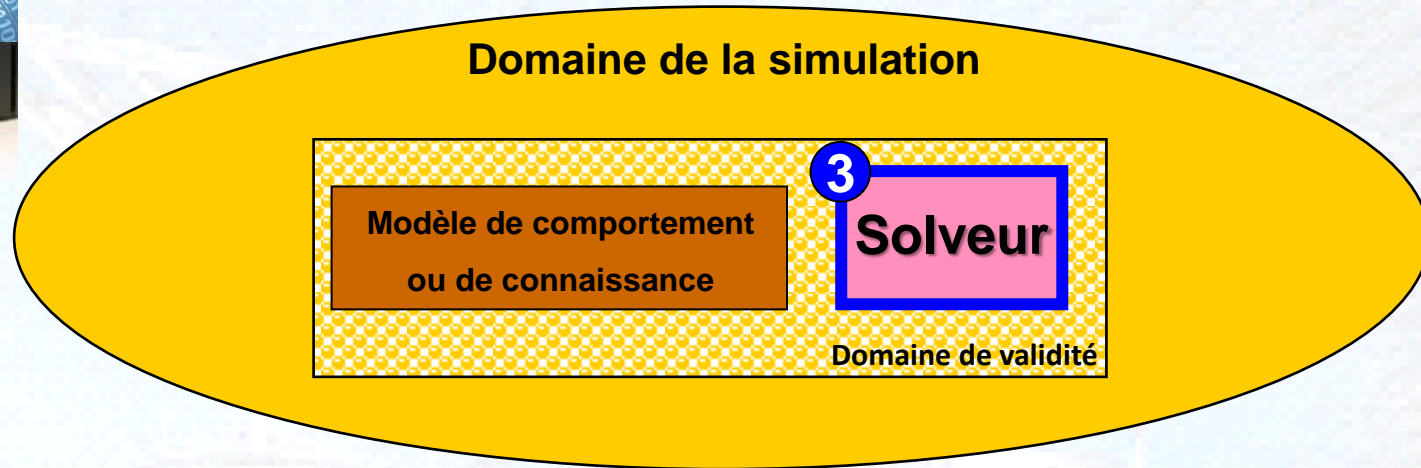 Domaine de la simulation
3
Modèle de comportement
ou de connaissance
Solveur
Domaine de validité